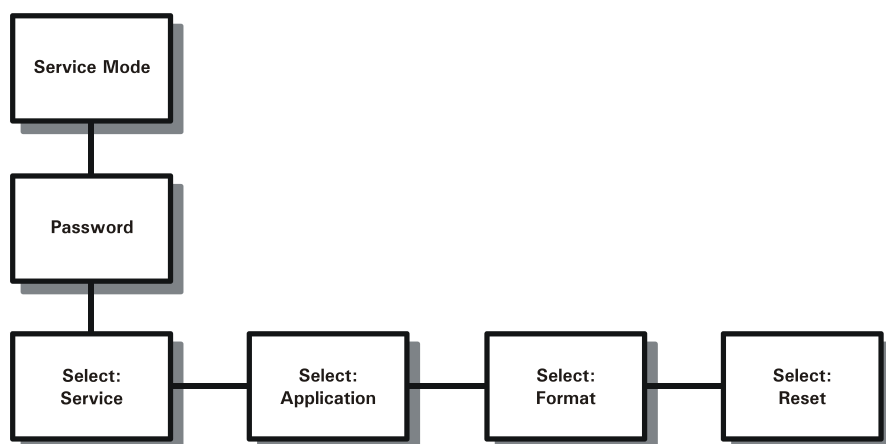 Service Mode
Password
Select:
Service
Select:
Application
Select:
Format
Select:
Reset